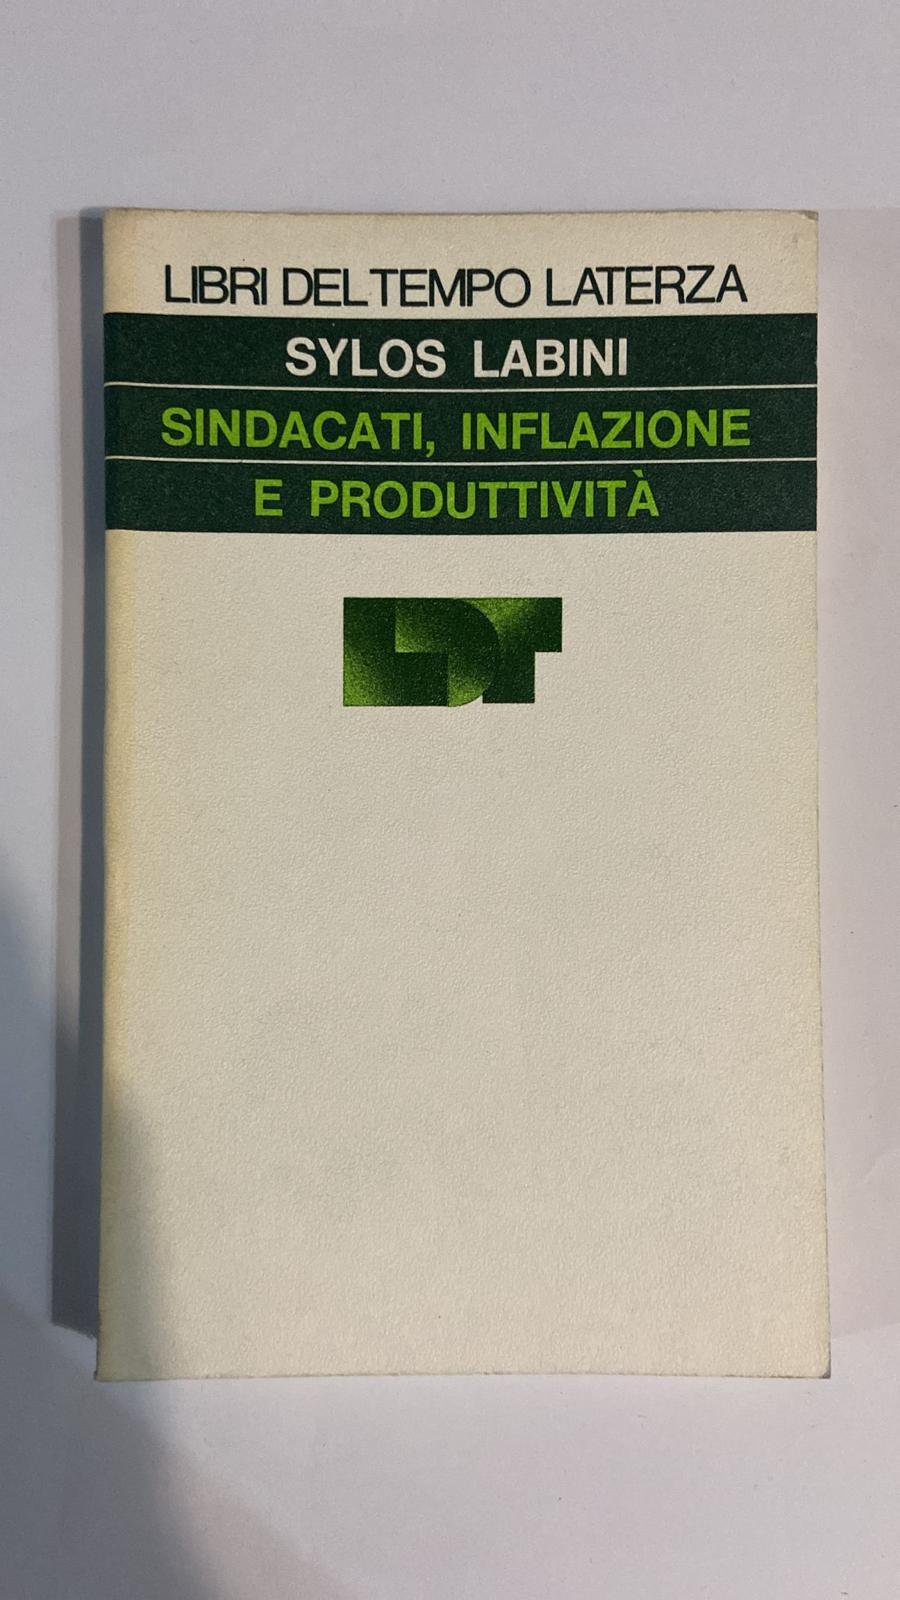 LIBRI DEL TEMPO LATERZA
SYLOS LABINI
SINDACATI, INFLAZIONE
E PRODUTTIVITÀ
LDT